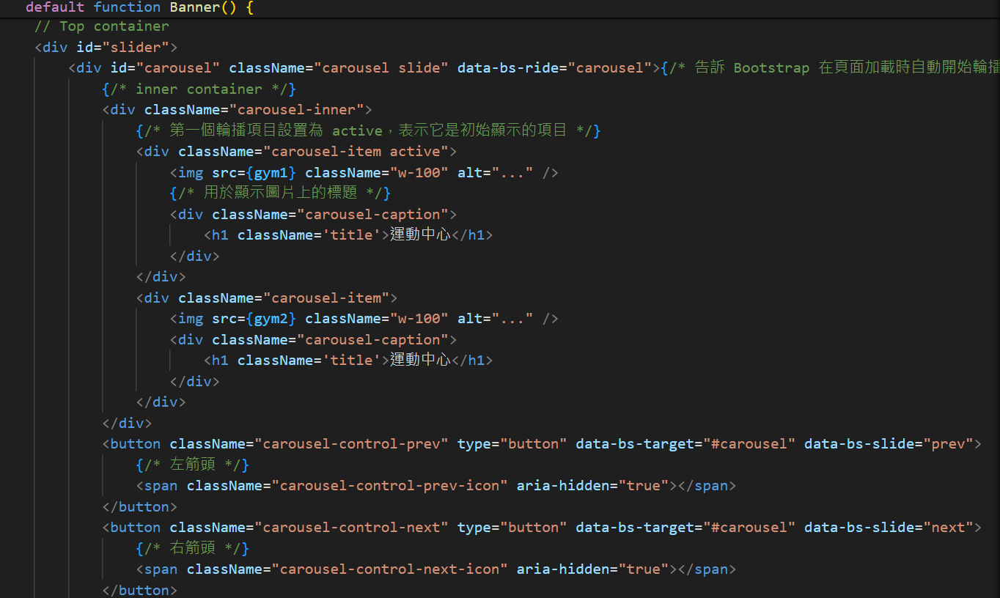 default function Banner() {
// Top container
<div id="slider">
<div id="carousel" className="carousel slide" data-bs-ride="carousel">{/* 告訴 Bootstrap 在頁面加載時自動開始輪播
{/* inner container */}
<div className="carousel-inner">
{/* 第一個輪播項目設置為 active，表示它是初始顯示的項目 */}
<div className="carousel-item active">
<img src={gym1} className="w-100" alt="..." />
{/* 用於顯示圖片上的標題 */}
<div className="carousel-caption">
<h1 className='title'>運動中心</h1>
</div>
</div>
<div className="carousel-item">
<img src={gym2} className="w-100" alt="..." />
<div className="carousel-caption">
<h1 className='title'>運動中心</h1>
</div>
</div>
</div>
<button className="carousel-control-prev" type="button" data-bs-target="#carousel" data-bs-slide="prev">
{/* 左箭頭 */}
<span className="carousel-control-prev-icon" aria-hidden="true"></span>
</button>
<button className="carousel-control-next" type="button" data-bs-target="#carousel" data-bs-slide="next">
{/* 右箭頭 */}
<span className="carousel-control-next-icon" aria-hidden="true"></span>
</button>